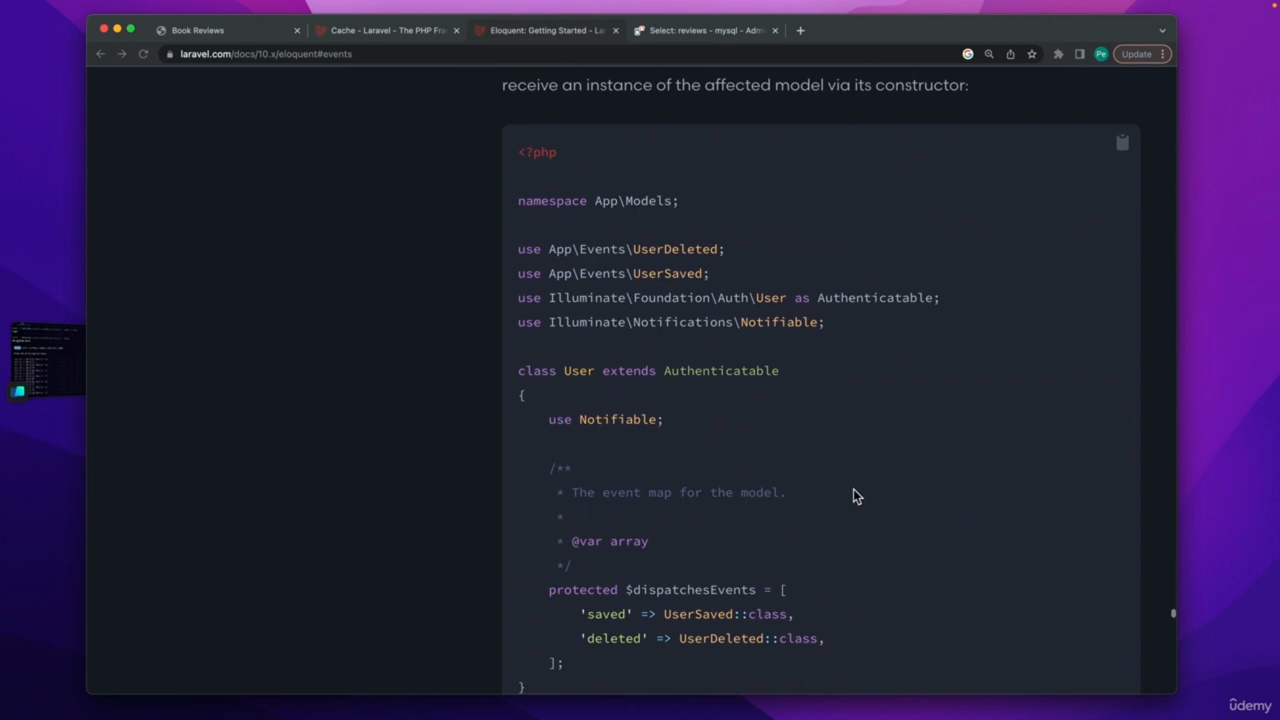 Book Reviews
Cache - Laravel - The PHP Fra
Eloquent: Getting Started - La
Select: reviews - mysql - Admi
laravel.com/docs/10.x/eloquent#events
Pe
Update
receive an instance of the affected model via its constructor:
<?php
namespace App\Models;
use App\Events\UserDeleted;
use App\Events\UserSaved;
use Illuminate\Foundation\Auth\User as Authenticatable;
use Illuminate\Notifications\Notifiable;
class User extends Authenticatable
{
use Notifiable;
/**
* The event map for the model.
*
* @var array
*/
protected $dispatchesEvents = [
'saved' => UserSaved::class,
'deleted' => UserDeleted::class,
];
}
ûdemy